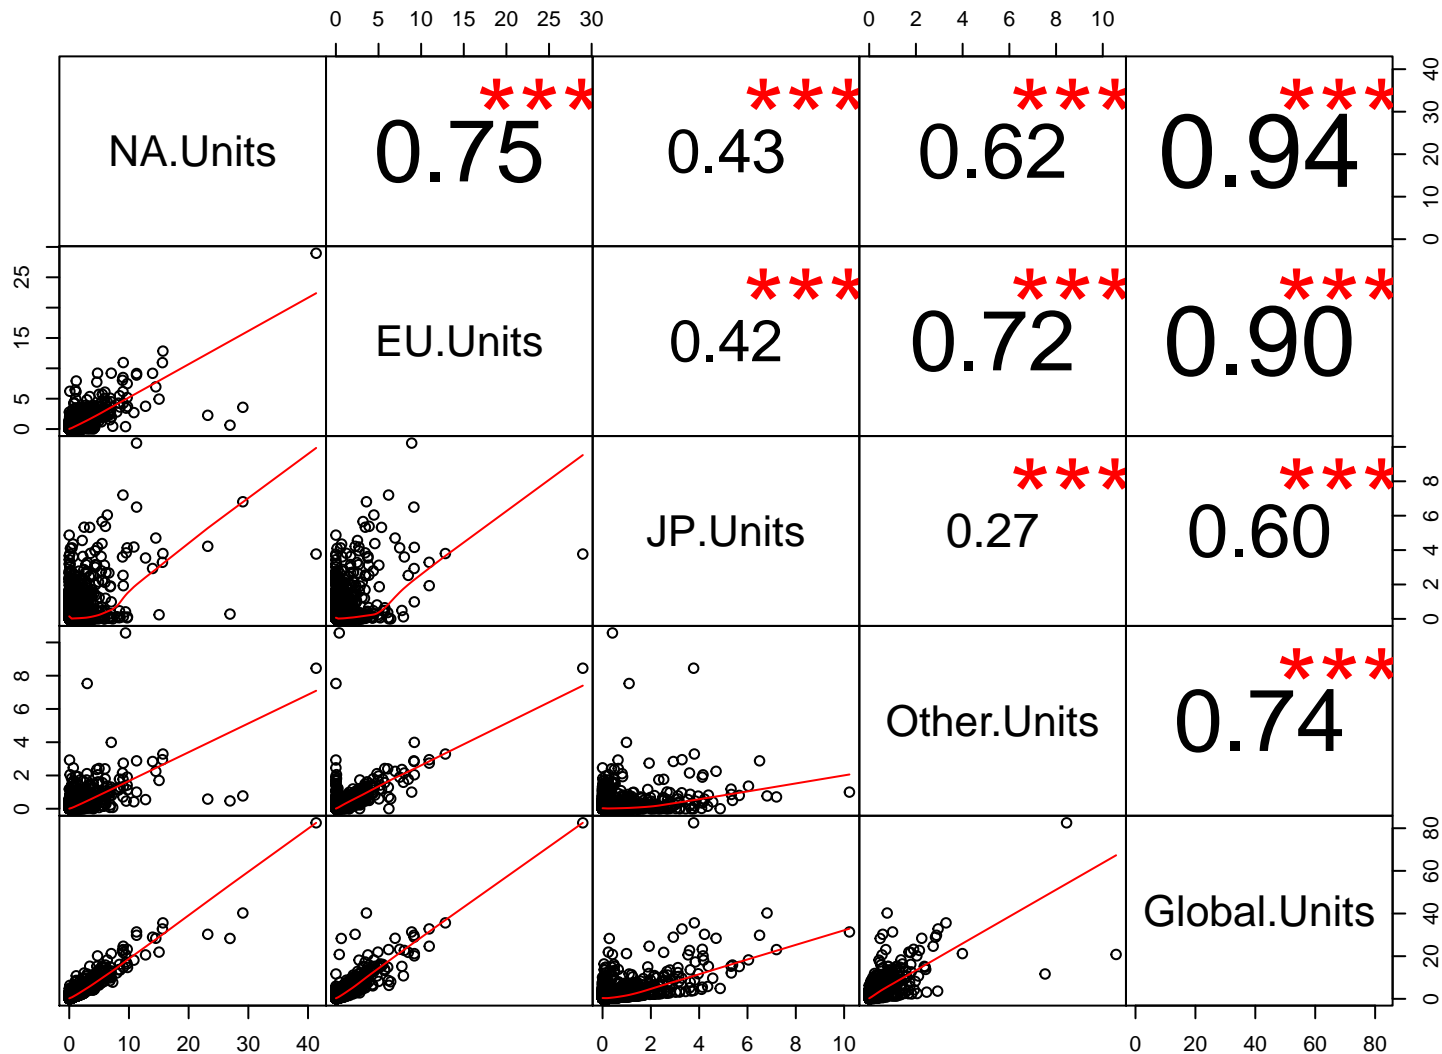 0 5 10 15 20 25 30 0 2 4 6 8 10
NA.Units 0.75 *** 0.43 *** 0.62 *** 0.94 *** 0 10 20 30 40
0 5 15 25 EU.Units 0.42 *** 0.72 *** 0.90 ***
JP.Units 0.27 *** 0.60 *** 0 2 4 6 8
0 2 4 6 8 Other.Units 0.74 ***
Global.Units 0 20 40 60 80
0 10 20 30 40 0 2 4 6 8 10 0 20 40 60 80